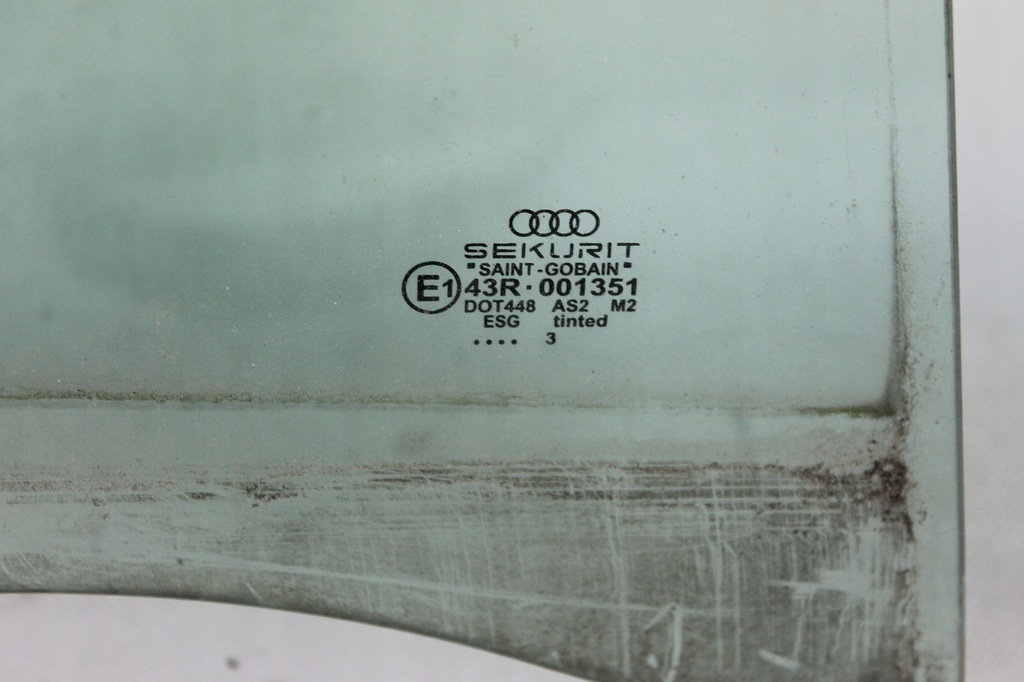 SEKURIT
"SAINT-GOBAIN"
E1 43R·001351
DOT448 AS2 M2
ESG tinted
.... 3